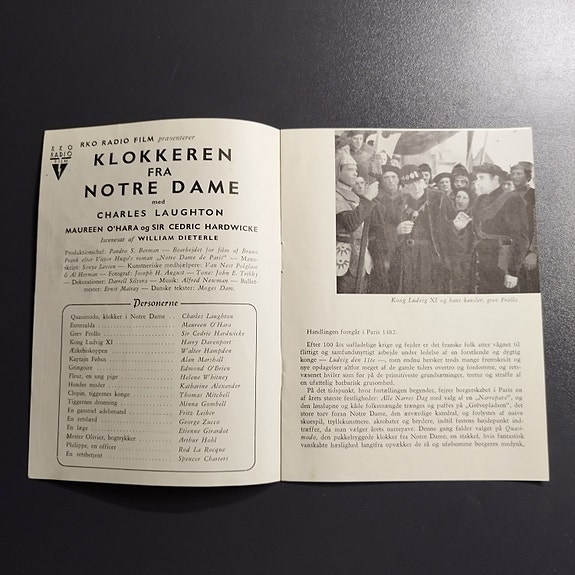 RKO
RADIO
FILM
RKO RADIO FILM præsenterer
KLOKKEREN
FRA
NOTRE DAME
med
CHARLES LAUGHTON
MAUREEN O'HARA og SIR CEDRIC HARDWICKE
Iscenesat af WILLIAM DIETERLE
Produktionschef: Pandro S. Berman — Bearbejdet for film af Bruno
Frank efter Victor Hugo's roman „Notre Dame de Paris“ — Manu-
skript: Sonya Levien — Kunstneriske medhjælpere: Van Nest Polglase
& Al Herman — Fotograf: Joseph H. August — Tone: John E. Tribby
— Dekorationer: Darrell Silvera — Musik: Alfred Newman — Ballet-
mester: Ernst Matray — Danske tekster: Mogens Dam.
Personerne
Quasimodo, klokker i Notre Dame . . Charles Laughton
Esmeralda . . . Maureen O'Hara
Grev Frollo . . . Sir Cedric Hardwicke
Kong Ludvig XI . . . Harry Davenport
Ærkebiskoppen . . . Walter Hampden
Kaptajn Febus . . . Alan Marshall
Gringoire . . . Edmond O'Brien
Fleur, en ung pige . . . Helene Whitney
Hendes moder . . . Katharine Alexander
Clopin, tiggernes konge . . . Thomas Mitchell
Tiggernes dronning . . . Minna Gombell
En gammel adelsmand . . . Fritz Leiber
En retslærd . . . George Zucco
En læge . . . Etienne Girardot
Mester Olivier, bogtrykker . . . Arthur Hohl
Philippe, en officer . . . Rod La Rocque
En retsbetjent . . . Spencer Charters
Kong Ludvig XI og hans kansler, grev Frollo
Handlingen foregår i Paris 1482.
Efter 100 års uafladelige krige og fejder er det franske folk atter vågnet til
flittigt og samfundsnyttigt arbejde under ledelse af en forstående og dygtig
konge — Ludvig den 11te —, som endnu hersker trods mange fremskridt og
nye opdagelser altfor meget af de gamle tiders overtro og fordomme, og rets-
væsenet hviler som før på de primitiveste grundsætninger, tortur og straffe af
en ufattelig barbarisk grusomhed.
På det tidspunkt, hvor fortællingen begynder, fejrer borgerskabet i Paris en
af årets største festligheder: Alle Narres Dag med valg af en „Narrepave“, og
den løsslupne og kåde folkemængde trænges og puffes på „Grèvepladsen“, det
store torv foran Notre Dame, den ærværdige katedral, og forlystes af naive
skuespil, tryllekunstnere, akrobater og bejdere, indtil festens højdepunkt ind-
træffer, da man vælger årets narrepave. Denne gang falder valget på Quasi-
modo, den pukkelryggede klokker fra Notre Dame, en stakkel, hvis fantastisk
vanskabte hæslighed langtfra opvækker de så og ufølsomme borgeres medynk,